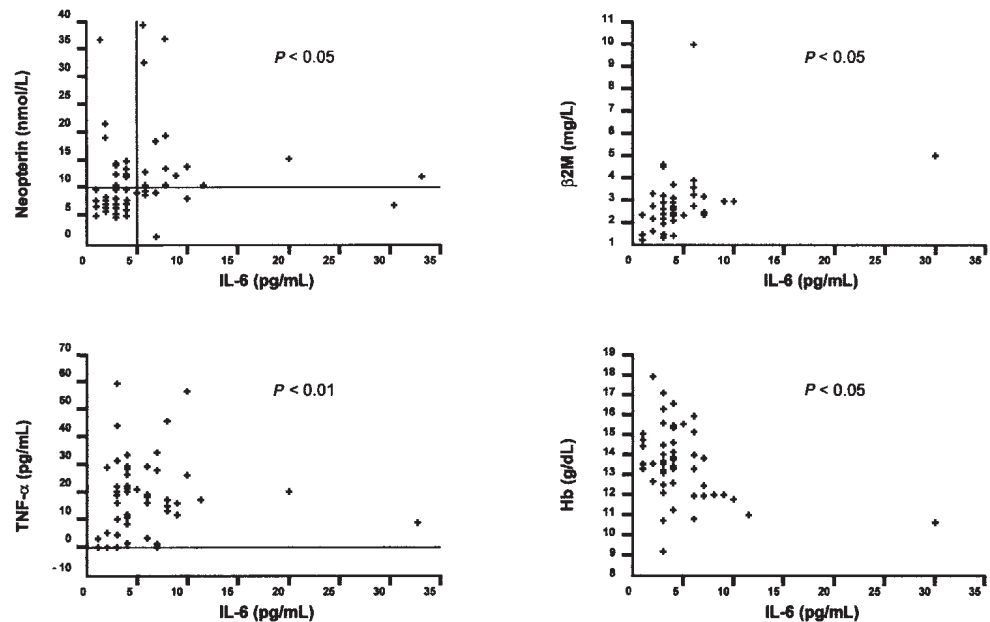 40
35
30
25
20
15
10
5
0
Neopterin (nmol/L)
P < 0.05
0 5 10 15 20 25 30 35
IL-6 (pg/mL)
11
10
9
8
7
6
5
4
3
2
1
β2M (mg/L)
P < 0.05
0 5 10 15 20 25 30 35
IL-6 (pg/mL)
70
60
50
40
30
20
10
0
- 10
TNF-α (pg/mL)
P < 0.01
0 5 10 15 20 25 30 35
IL-6 (pg/mL)
19
18
17
16
15
14
13
12
11
10
9
8
Hb (g/dL)
P < 0.05
0 5 10 15 20 25 30 35
IL-6 (pg/mL)